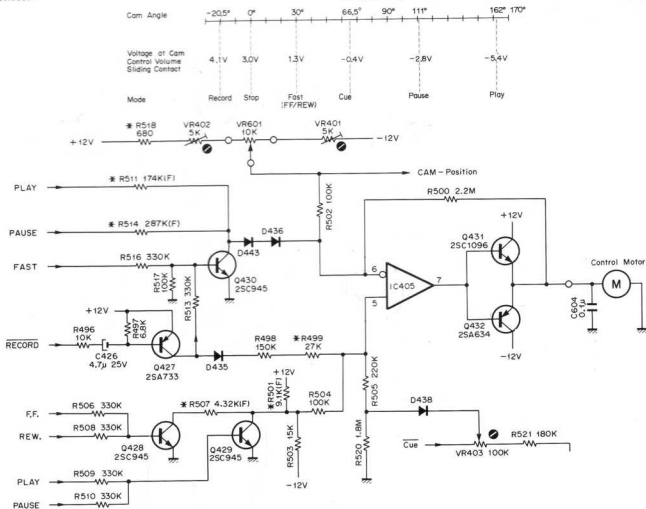 Cam Angle -20.5° 0° 30° 66.5° 90° 111° 162° 170°
Voltage at Cam
Control Volume
Sliding Contact
4.1V 3.0V 1.3V -0.4V -2.8V -5.4V
Mode Record Stop Fast (FF/REW) Cue Pause Play
* R518 680
VR402 5K
VR601 10K
VR401 5K
+12V
-12V
PLAY
* R511 174K(F)
CAM-Position
R500 2.2M
R502 100K
+12V
PAUSE
* R514 287K(F)
Q431
2SC1096
D443
D436
FAST
R516 330K
R517 100K
R513 330K
Q430
2SC945
6
5
7
IC405
Control Motor
M
C604
0.1μ
+12V
R497 6.8K
RECORD
R496
10K
C426
4.7μ 25V
Q427
2SA733
D435
R498
150K
*R499
27K
Q432
2SA634
-12V
R505 220K
+12V
*R501
9.1K(F)
R504
100K
F.F.
R506 330K
*R507 4.32K(F)
REW.
R508 330K
Q428
2SC945
Q429
2SC945
R503 15K
-12V
R520 1.8M
D438
Cue
VR403 100K
R521 180K
PLAY
R509 330K
R510 330K
PAUSE